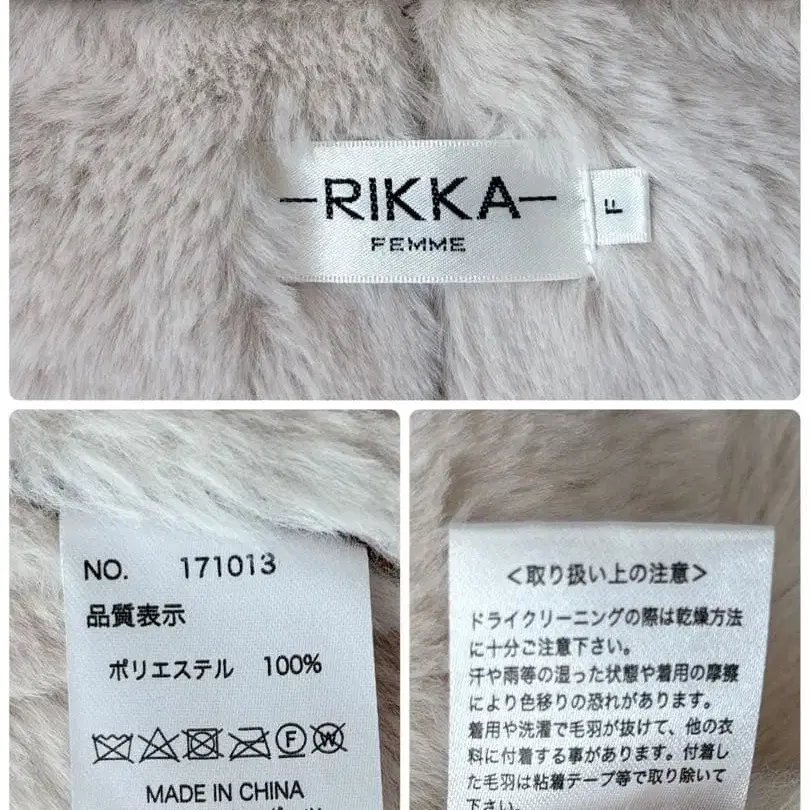 -RIKKA-
FEMME
F
NO. 171013
品質表示
ポリエステル 100%
F
W
MADE IN CHINA
<取り扱い上の注意>
ドライクリーニングの際は乾燥方法
に十分ご注意下さい。
汗や雨等の湿った状態や着用の摩擦
により色移りの恐れがあります。
着用や洗濯で毛羽が抜けて、他の衣
料に付着する事があります。付着し
た毛羽は粘着テープ等で取り除いて
下さい。